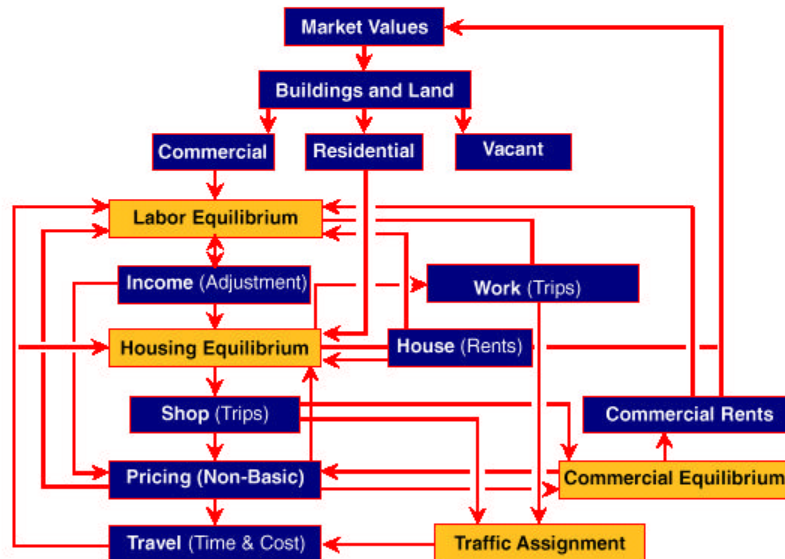 Market Values
Buildings and Land
Commercial
Residential
Vacant
Labor Equilibrium
Income (Adjustment)
Work (Trips)
Housing Equilibrium
House (Rents)
Shop (Trips)
Commercial Rents
Pricing (Non-Basic)
Commercial Equilibrium
Travel (Time & Cost)
Traffic Assignment